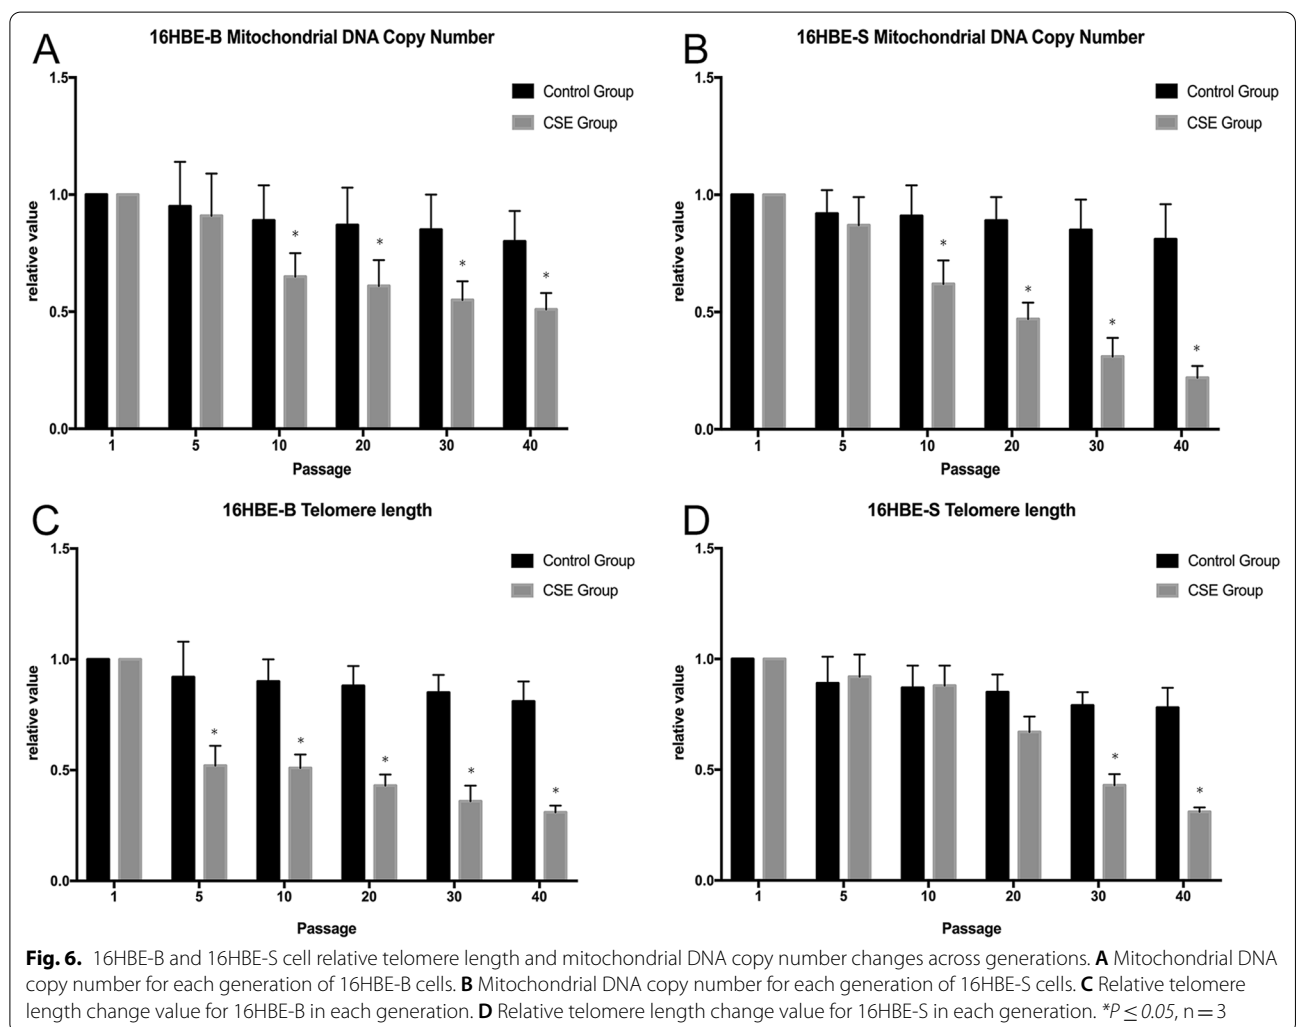 A
16HBE-B Mitochondrial DNA Copy Number
1.5
1.0
0.5
0.0
relative value
Control Group
CSE Group
* * * *
1 5 10 20 30 40
Passage
B
16HBE-S Mitochondrial DNA Copy Number
1.5
1.0
0.5
0.0
relative value
Control Group
CSE Group
* * * *
1 5 10 20 30 40
Passage
C
16HBE-B Telomere length
1.5
1.0
0.5
0.0
relative value
Control Group
CSE Group
* * * * *
1 5 10 20 30 40
Passage
D
16HBE-S Telomere length
1.5
1.0
0.5
0.0
relative value
Control Group
CSE Group
* *
1 5 10 20 30 40
Passage
Fig. 6. 16HBE-B and 16HBE-S cell relative telomere length and mitochondrial DNA copy number changes across generations. A Mitochondrial DNA
copy number for each generation of 16HBE-B cells. B Mitochondrial DNA copy number for each generation of 16HBE-S cells. C Relative telomere
length change value for 16HBE-B in each generation. D Relative telomere length change value for 16HBE-S in each generation. *P ≤ 0.05, n = 3